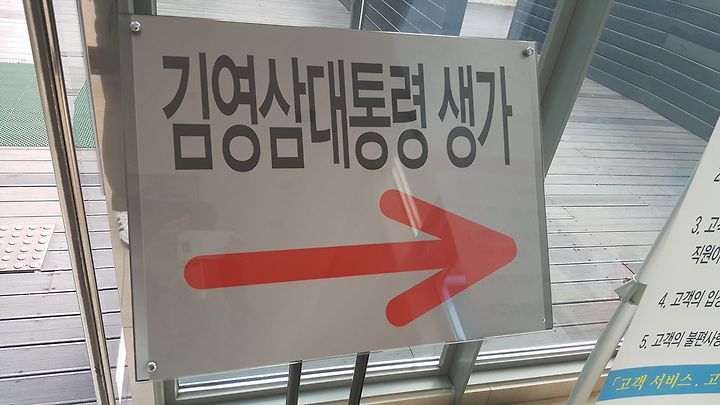 김영삼대통령 생가
3. 고
직원이
4. 고객의 입
5. 고객의 불편사
「고객 서비스. 고